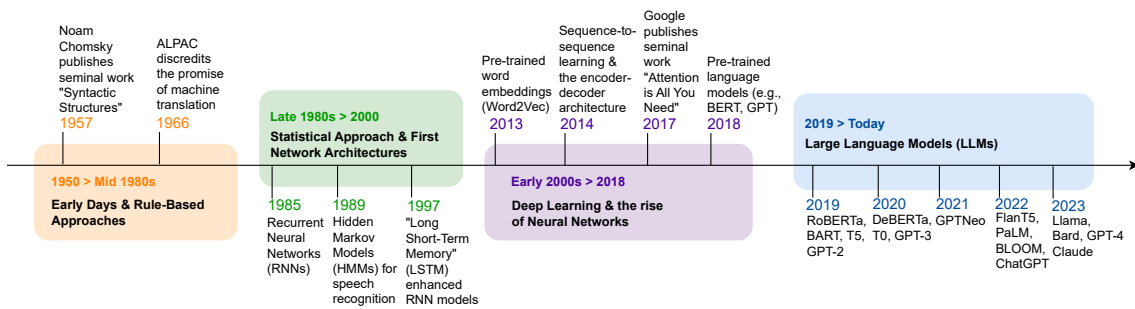 Noam
Chomsky
publishes
seminal work
"Syntactic
Structures"
1957
ALPAC
discredits
the promise
of machine
translation
1966
1950 > Mid 1980s
Early Days & Rule-Based
Approaches
Late 1980s > 2000
Statistical Approach & First
Network Architectures
1985
Recurrent
Neural
Networks
(RNNs)
1989
Hidden
Markov
Models
(HMMs) for
speech
recognition
1997
"Long
Short-Term
Memory"
(LSTM)
enhanced
RNN models
Pre-trained
word
embeddings
(Word2Vec)
2013
Sequence-to-
sequence
learning &
the encoder-
decoder
architecture
2014
Google
publishes
seminal
work
"Attention
is All You
Need"
2017
Pre-trained
language
models (e.g.,
BERT, GPT)
2018
Early 2000s > 2018
Deep Learning & the rise
of Neural Networks
2019 > Today
Large Language Models (LLMs)
2019
RoBERTa,
BART, T5,
GPT-2
2020
DeBERTa,
T0, GPT-3
2021
GPTNeo
2022
FlanT5,
PaLM,
BLOOM,
ChatGPT
2023
Llama,
Bard, GPT-4
Claude